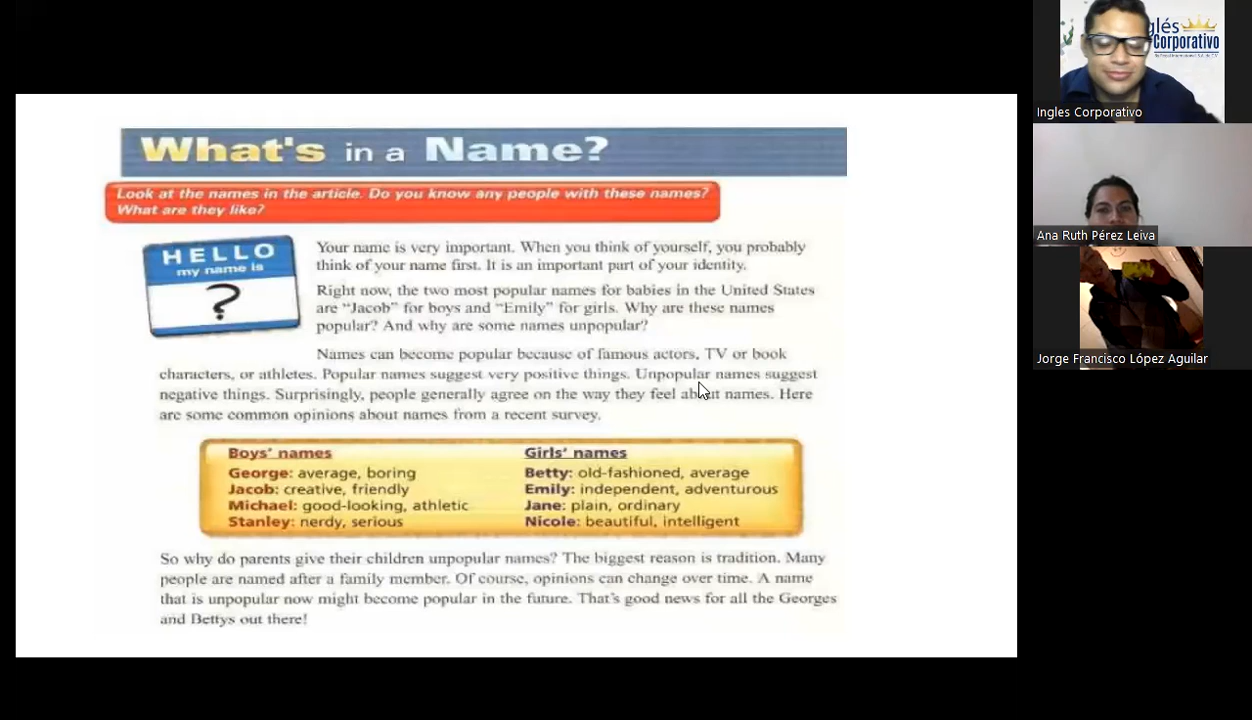 What's in a Name?
Look at the names in the article. Do you know any people with these names?
What are they like?
HELLO
my name is
?
Your name is very important. When you think of yourself, you probably
think of your name first. It is an important part of your identity.
Right now, the two most popular names for babies in the United States
are “Jacob” for boys and “Emily” for girls. Why are these names
popular? And why are some names unpopular?
Names can become popular because of famous actors, TV or book
characters, or athletes. Popular names suggest very positive things. Unpopular names suggest
negative things. Surprisingly, people generally agree on the way they feel about names. Here
are some common opinions about names from a recent survey.
Boys' names
George: average, boring
Jacob: creative, friendly
Michael: good-looking, athletic
Stanley: nerdy, serious
Girls' names
Betty: old-fashioned, average
Emily: independent, adventurous
Jane: plain, ordinary
Nicole: beautiful, intelligent
So why do parents give their children unpopular names? The biggest reason is tradition. Many
people are named after a family member. Of course, opinions can change over time. A name
that is unpopular now might become popular in the future. That's good news for all the Georges
and Bettys out there!
glés
Corporativo
Ingles Corporativo
Ana Ruth Pérez Leiva
Jorge Francisco López Aguilar